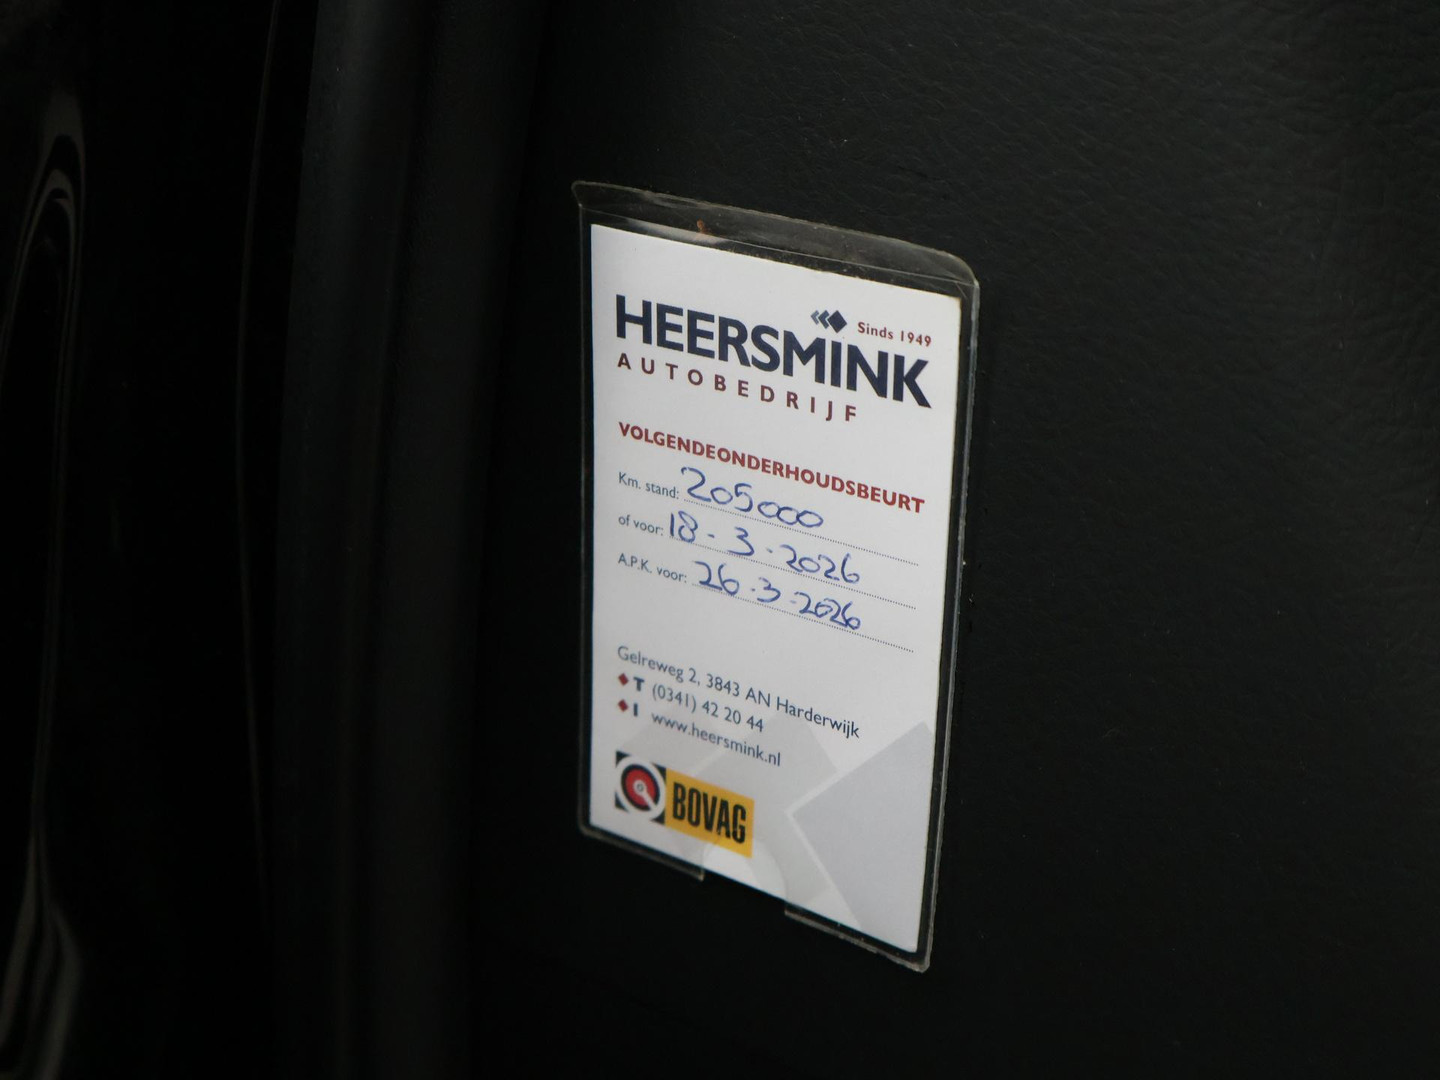 Sinds 1949
HEERSMINK
AUTOBEDRIJF
VOLGENDEONDERHOUDSBEURT
Km. stand: 205000
of voor: 18-3-2026
A.P.K. voor: 26-3-2026
Gelreweg 2, 3843 AN Harderwijk
T (0341) 42 20 44
I www.heersmink.nl
BOVAG